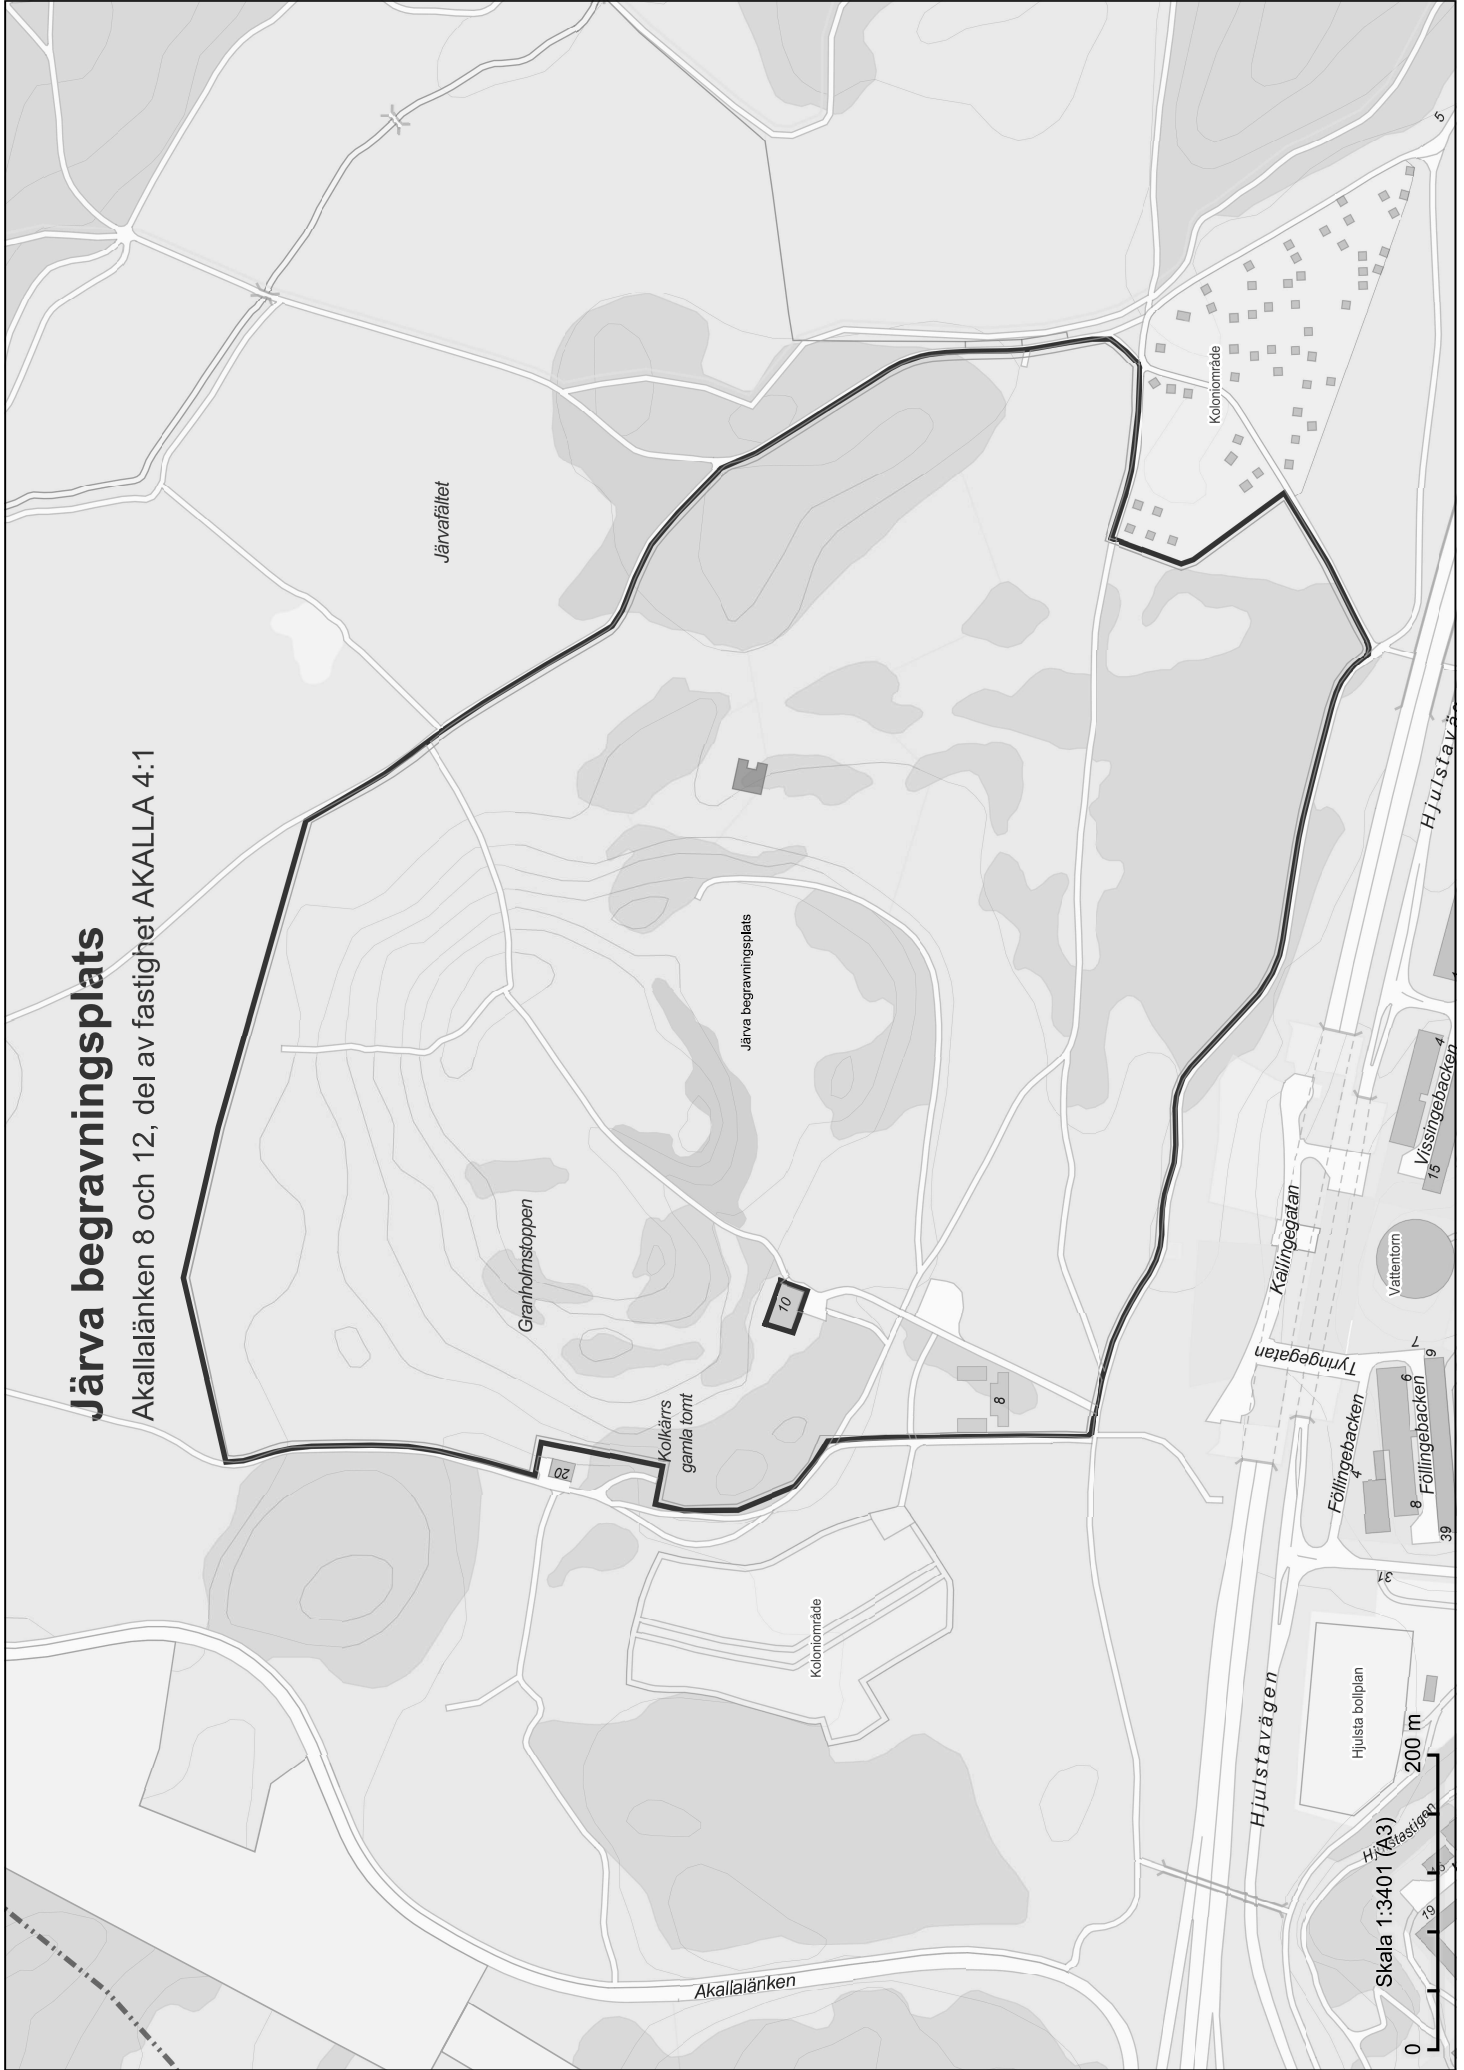 Järva begravningsplats
Akallalänken 8 och 12, del av fastighet AKALLA 4:1
Järvafältet
Granholmstoppen
Kolkärrs
gamla tomt
20
10
8
Järva begravningsplats
Koloniområde
Koloniområde
5
Akallalänken
Hjulstavägen
Kallingegatan
Tyringegatan
Föllingebacken
Föllingebacken
Vissingebacken
Vattentorn
Hjulsta bollplan
Hjulstastigen
4
15
7
9
6
4
8
39
31
19
Skala 1:3401 (A3)
0
200 m